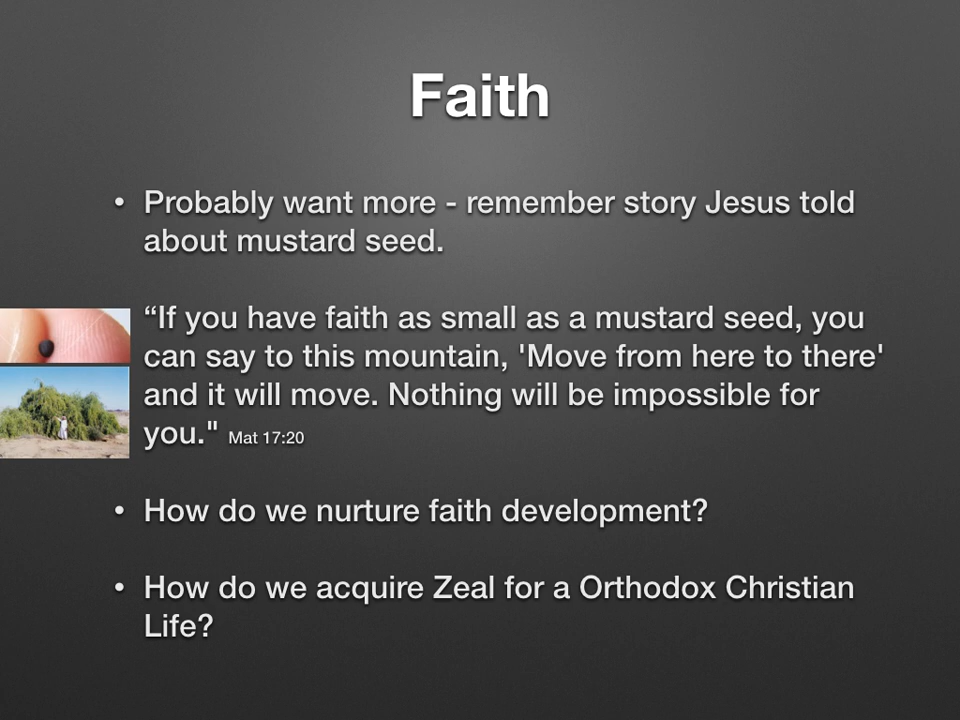 Faith
• Probably want more - remember story Jesus told
about mustard seed.
“If you have faith as small as a mustard seed, you
can say to this mountain, 'Move from here to there'
and it will move. Nothing will be impossible for
you." Mat 17:20
• How do we nurture faith development?
• How do we acquire Zeal for a Orthodox Christian
Life?